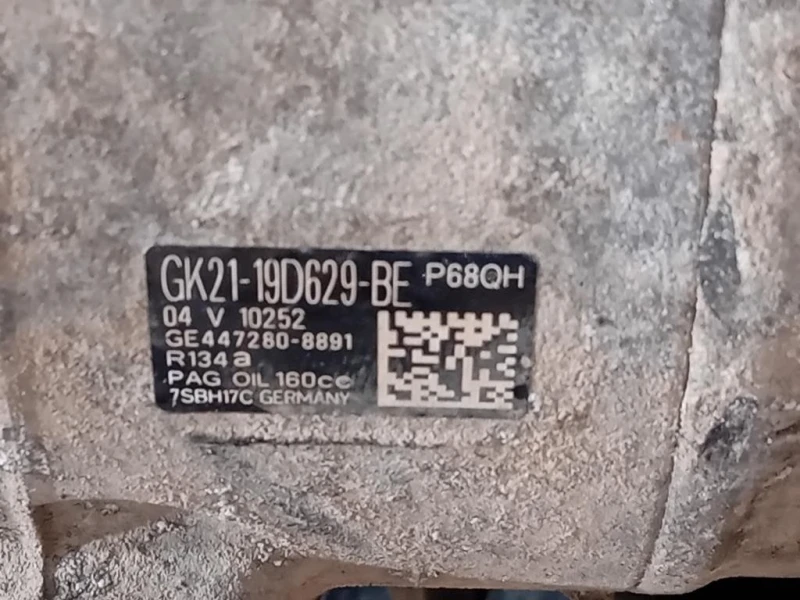 GK21-19D629-BE P68QH
04 V 10252
GE447280-8891
R134a
PAG OIL 160cc
7SBH17C GERMANY